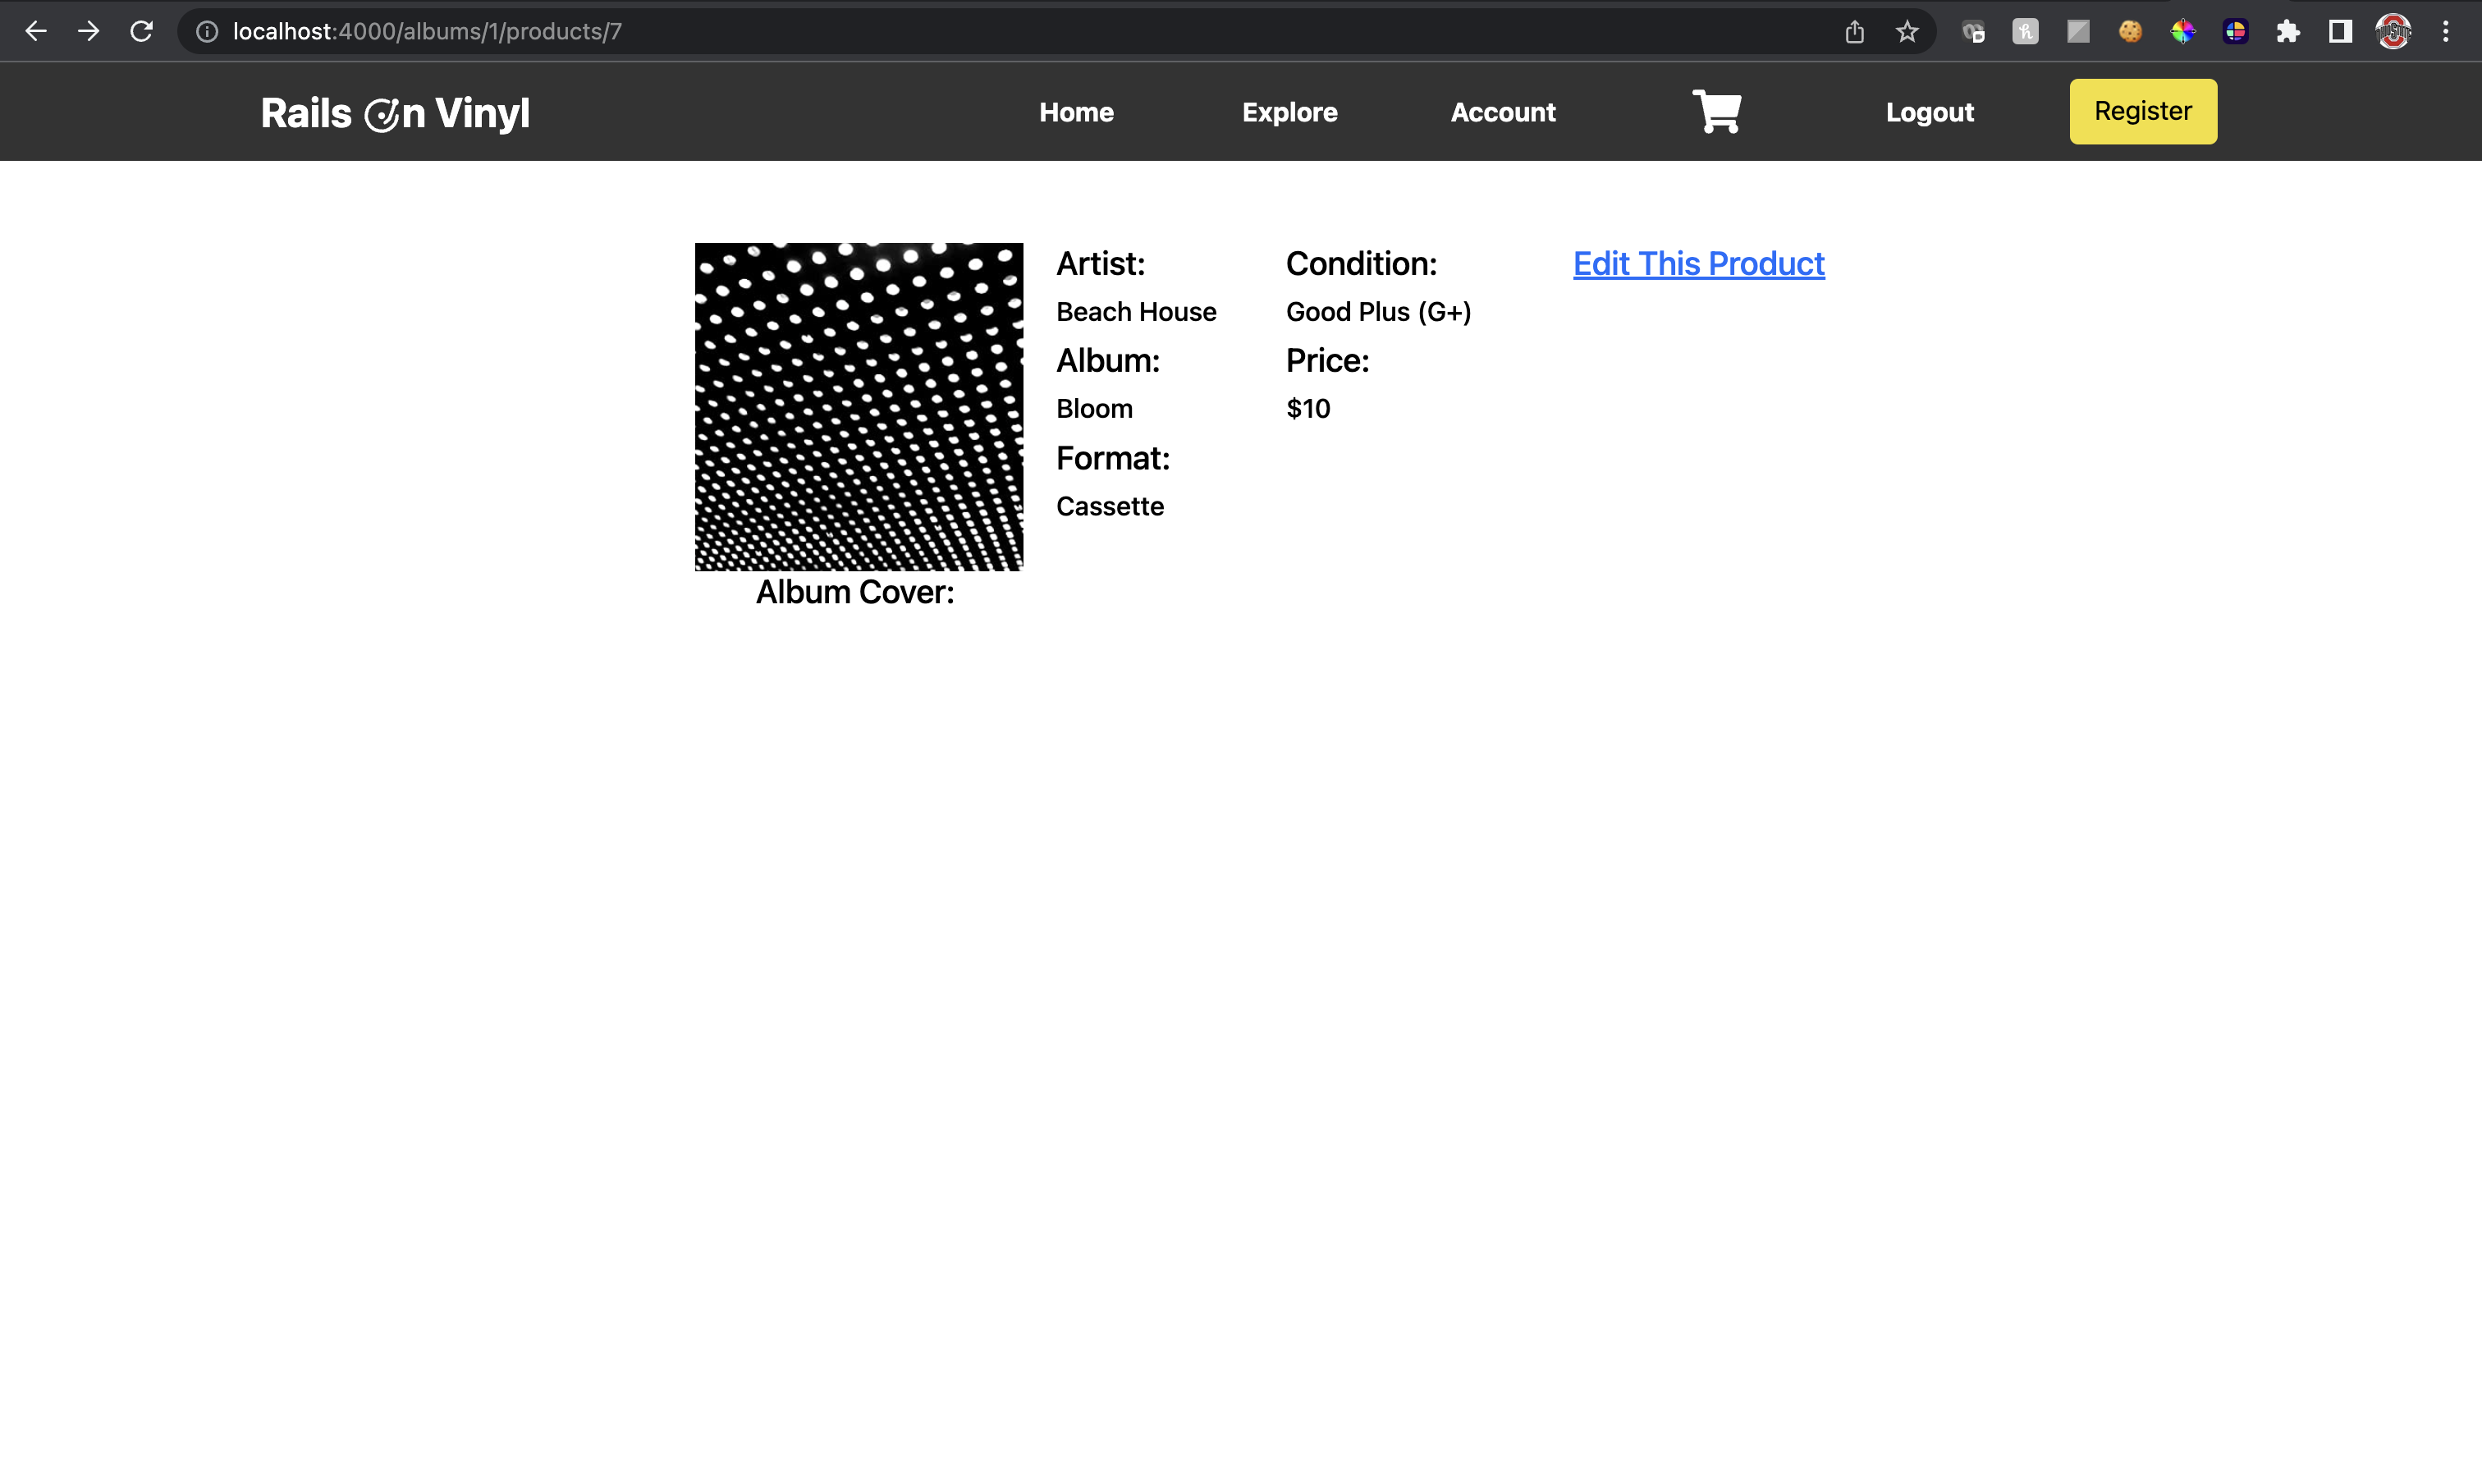 localhost:4000/albums/1/products/7
Rails On Vinyl
Home
Explore
Account
Logout
Register
Artist:
Beach House
Album:
Bloom
Format:
Cassette
Condition:
Good Plus (G+)
Price:
$10
Edit This Product
Album Cover: